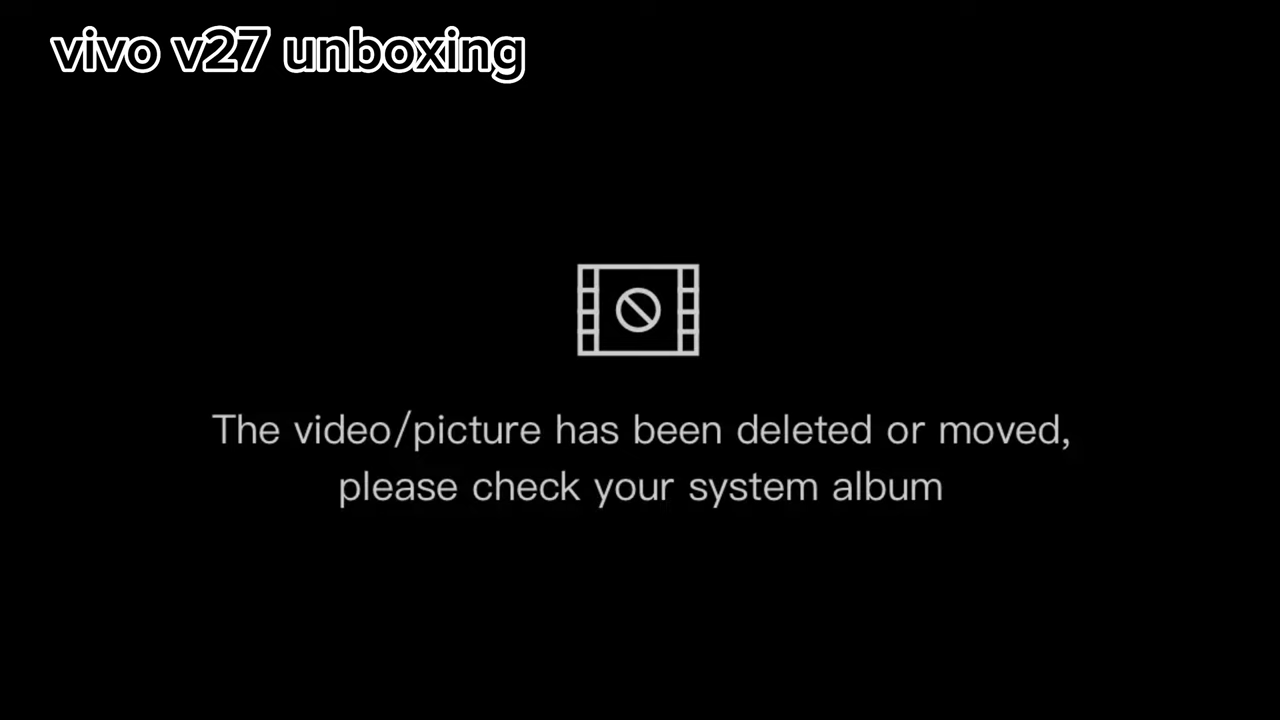 vivo v27 unboxing
The video/picture has been deleted or moved,
please check your system album